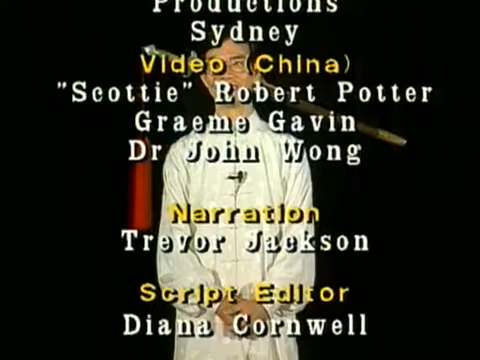 Productions
Sydney
Video (China)
"Scottie" Robert Potter
Graeme Gavin
Dr John Wong
Narration
Trevor Jackson
Script Editor
Diana Cornwell